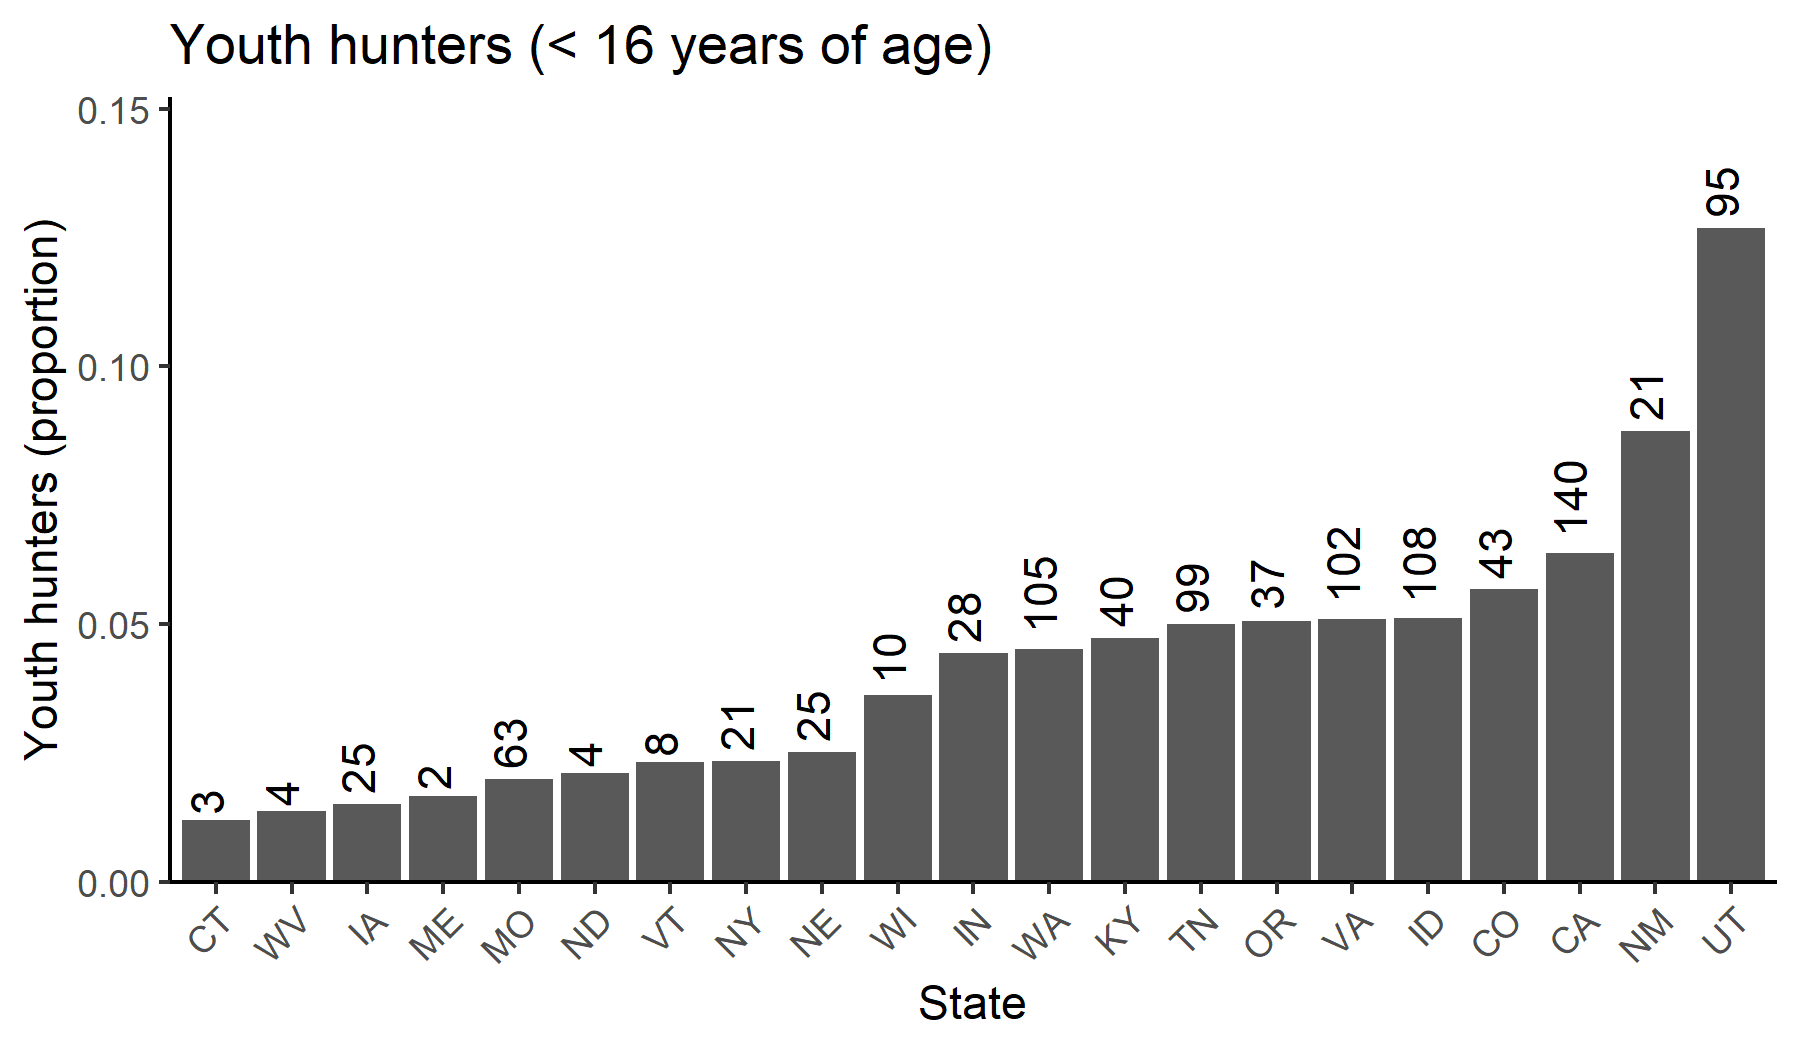 Youth hunters (< 16 years of age)
Youth hunters (proportion)
0.15
0.10
0.05
0.00
3
4
25
2
63
4
8
21
25
10
28
105
40
99
37
102
108
43
140
21
95
CT
WV
IA
ME
MO
ND
VT
NY
NE
WI
IN
WA
KY
TN
OR
VA
ID
CO
CA
NM
UT
State